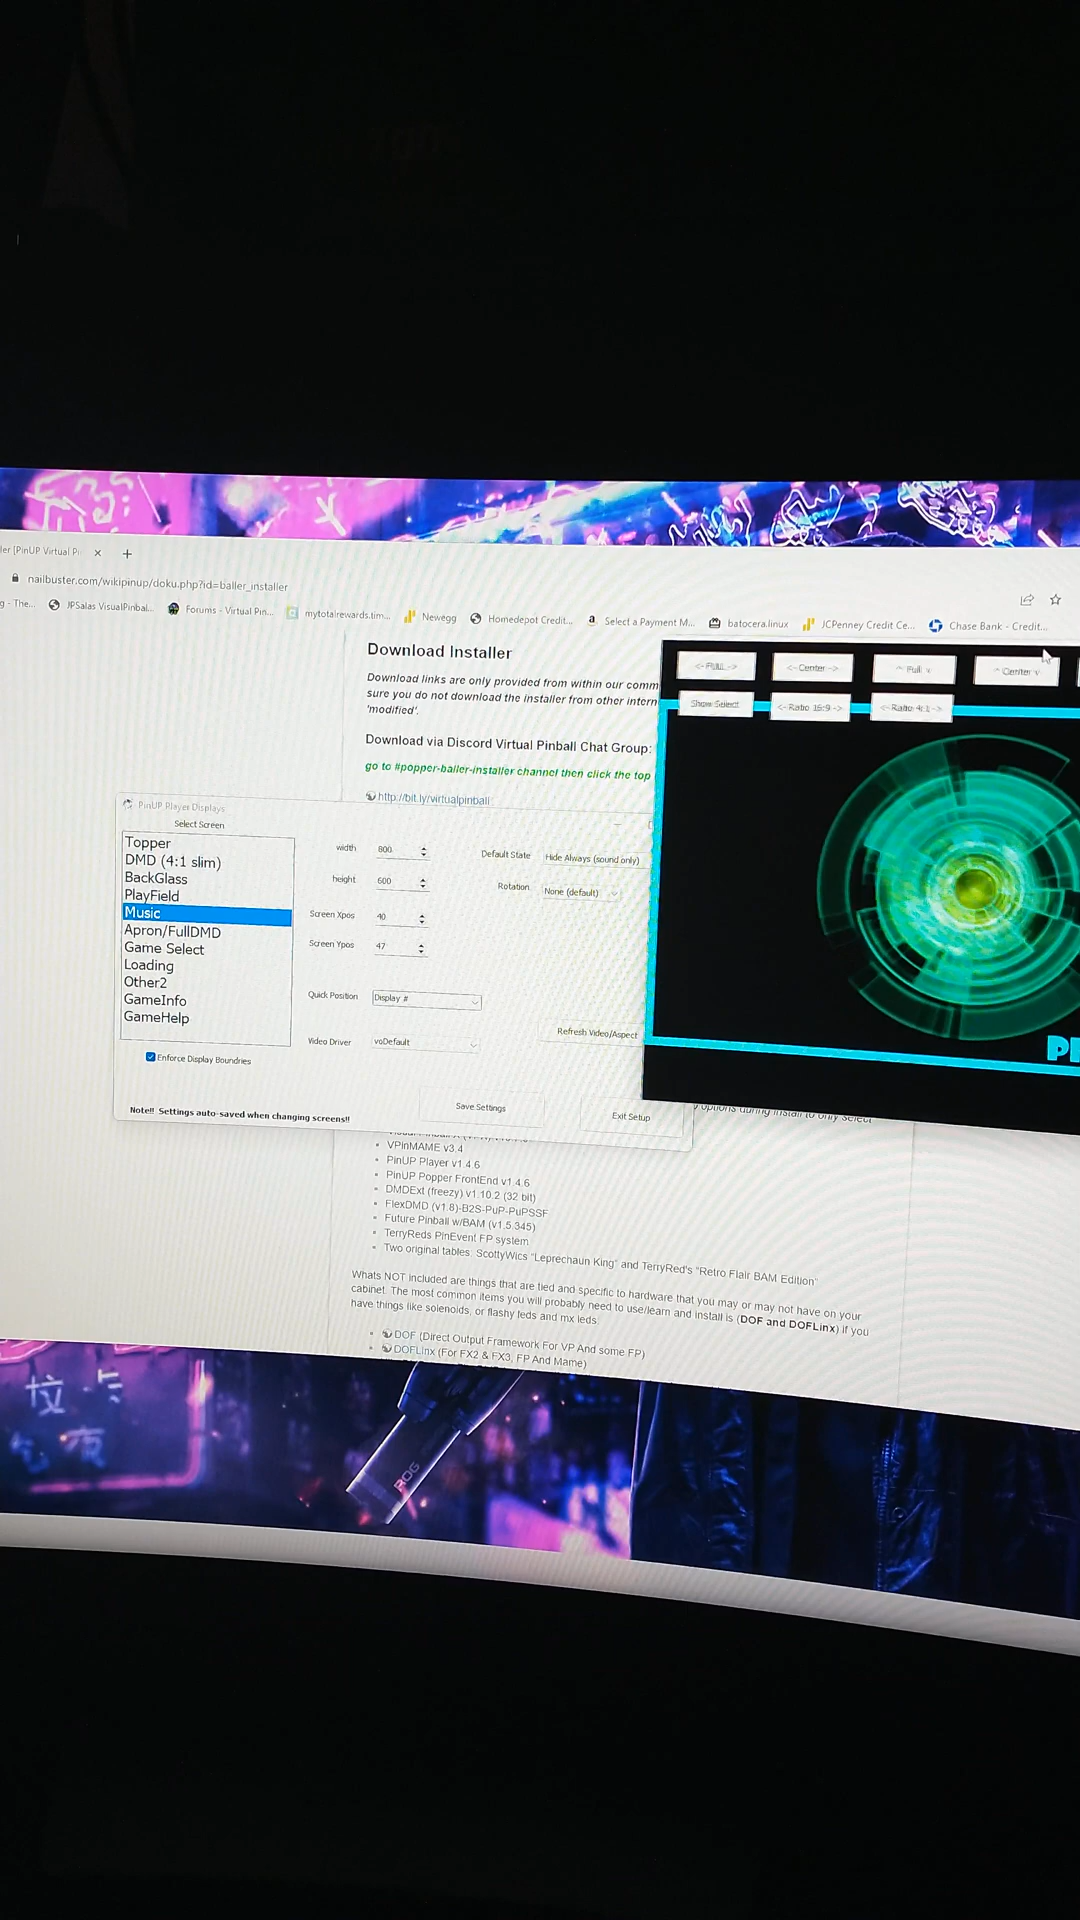 ler [PinUP Virtual Pi
nailbuster.com/wikipinup/doku.php?id=baller_installer
g - The... JPSalas VisualPinbal... Forums - Virtual Pin... mytotalrewards.tim... Newegg Homedepot Credit... Select a Payment M... batocera.linux JCPenney Credit Ce... Chase Bank - Credit...
Download Installer
Download links are only provided from within our comm
sure you do not download the installer from other intern
'modified'.
Download via Discord Virtual Pinball Chat Group:
go to #popper-baller-installer channel then click the top
http://bit.ly/virtualpinball
<- FULL -> <- Center -> ^ Full v ^ Center v
Show Select <- Ratio 16:9 -> <- Ratio 4:1 ->
PinUP Player Displays
Select Screen
Topper
DMD (4:1 slim)
BackGlass
PlayField
Music
Apron/FullDMD
Game Select
Loading
Other2
GameInfo
GameHelp
Enforce Display Boundries
Note!! Settings auto-saved when changing screens!!
width 800
height 600
Screen Xpos 40
Screen Ypos 47
Quick Position Display #
Video Driver voDefault
Default State Hide Always (sound only)
Rotation None (default)
Refresh Video/Aspect
Save Settings
Exit Setup
options during install to only select
VPinMAME v3.4
PinUP Player v1.4.6
PinUP Popper FrontEnd v1.4.6
DMDExt (freezy) v1.10.2 (32 bit)
FlexDMD (v1.8)-B2S-PuP-PuPSSF
Future Pinball w/BAM (v1.5.345)
TerryReds PinEvent FP system
Two original tables: ScottyWics "Leprechaun King" and TerryRed's "Retro Flair BAM Edition"
Whats NOT included are things that are tied and specific to hardware that you may or may not have on your
cabinet. The most common items you will probably need to use/learn and install is (DOF and DOFLinx) if you
have things like solenoids, or flashy leds and mx leds.
DOF (Direct Output Framework For VP And some FP)
DOFLinx (For FX2 & FX3, FP And Mame)
ROG